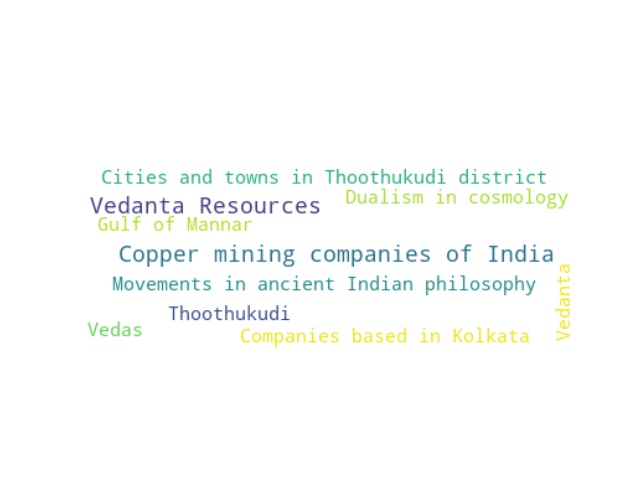 Cities and towns in Thoothukudi district
Dualism in cosmology
Vedanta Resources
Gulf of Mannar
Copper mining companies of India
Movements in ancient Indian philosophy
Vedanta
Thoothukudi
Vedas
Companies based in Kolkata